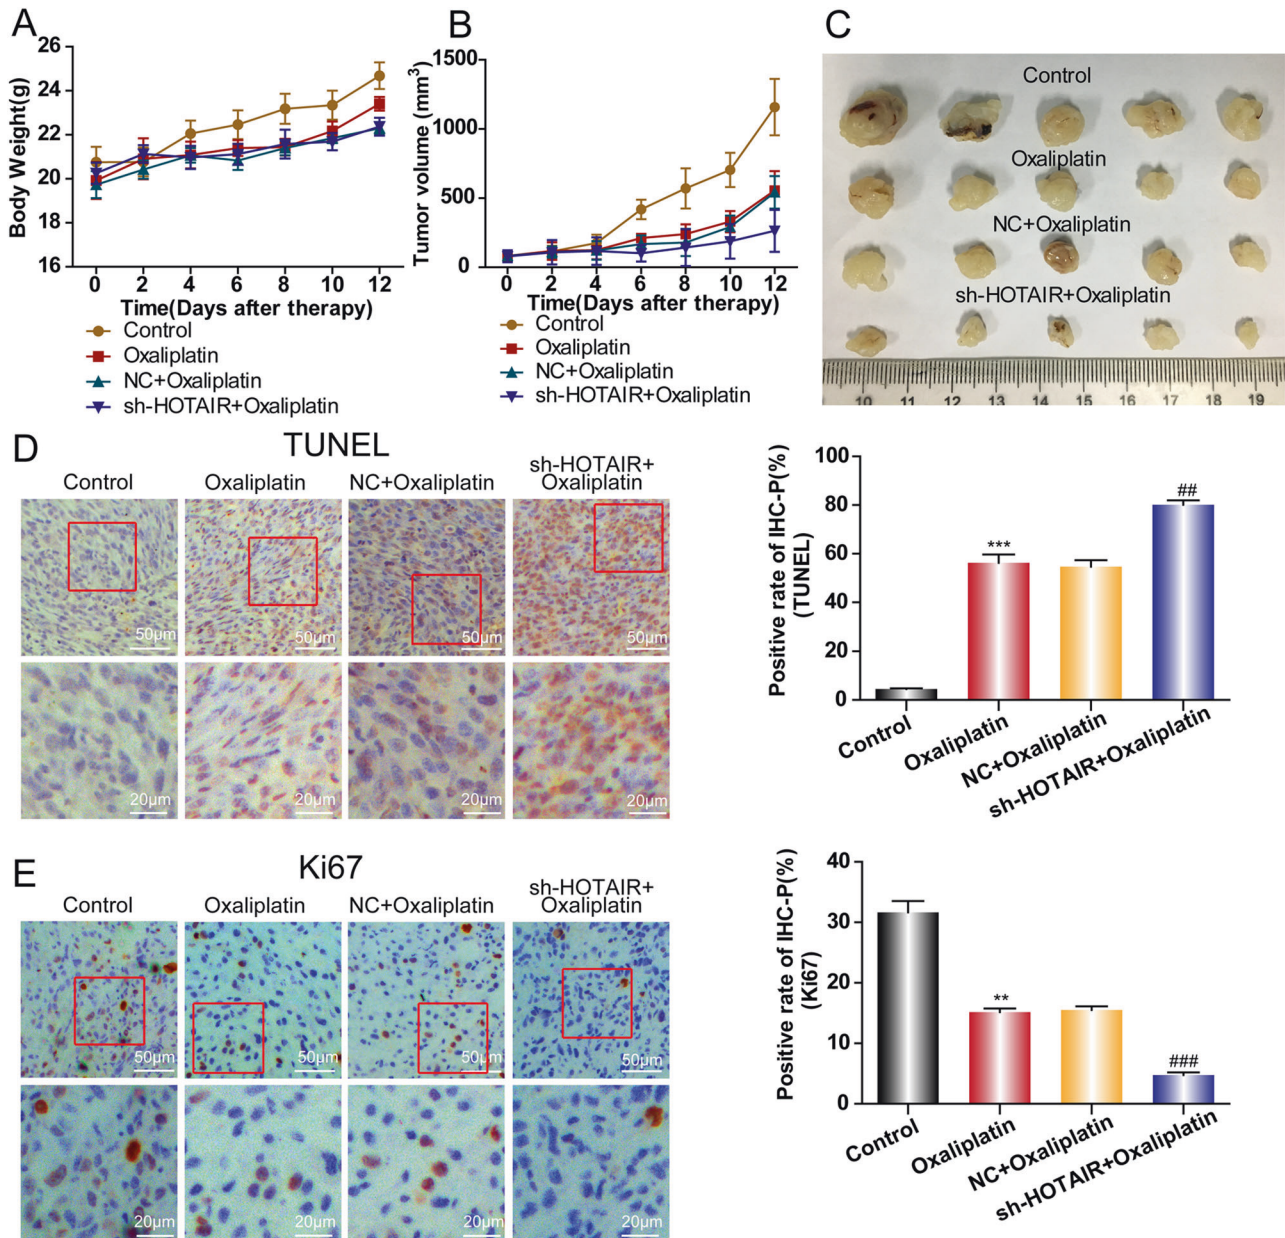 A
26
24
22
20
18
16
Body Weight(g)
0 2 4 6 8 10 12
Time(Days after therapy)
Control
Oxaliplatin
NC+Oxaliplatin
sh-HOTAIR+Oxaliplatin
B
1500
1000
500
0
Tumor volume (mm³)
0 2 4 6 8 10 12
Time(Days after therapy)
Control
Oxaliplatin
NC+Oxaliplatin
sh-HOTAIR+Oxaliplatin
C
Control
Oxaliplatin
NC+Oxaliplatin
sh-HOTAIR+Oxaliplatin
10 11 12 13 14 15 16 17 18 19
D
TUNEL
Control
Oxaliplatin
NC+Oxaliplatin
sh-HOTAIR+
Oxaliplatin
50µm 50µm 50µm 50µm
20µm 20µm 20µm 20µm
Positive rate of IHC-P(%)
(TUNEL)
100
80
60
40
20
0
***
##
Control
Oxaliplatin
NC+Oxaliplatin
sh-HOTAIR+Oxaliplatin
E
Ki67
Control
Oxaliplatin
NC+Oxaliplatin
sh-HOTAIR+
Oxaliplatin
50µm 50µm 50µm 50µm
20µm 20µm 20µm 20µm
Positive rate of IHC-P(%)
(Ki67)
40
30
20
10
0
**
###
Control
Oxaliplatin
NC+Oxaliplatin
sh-HOTAIR+Oxaliplatin